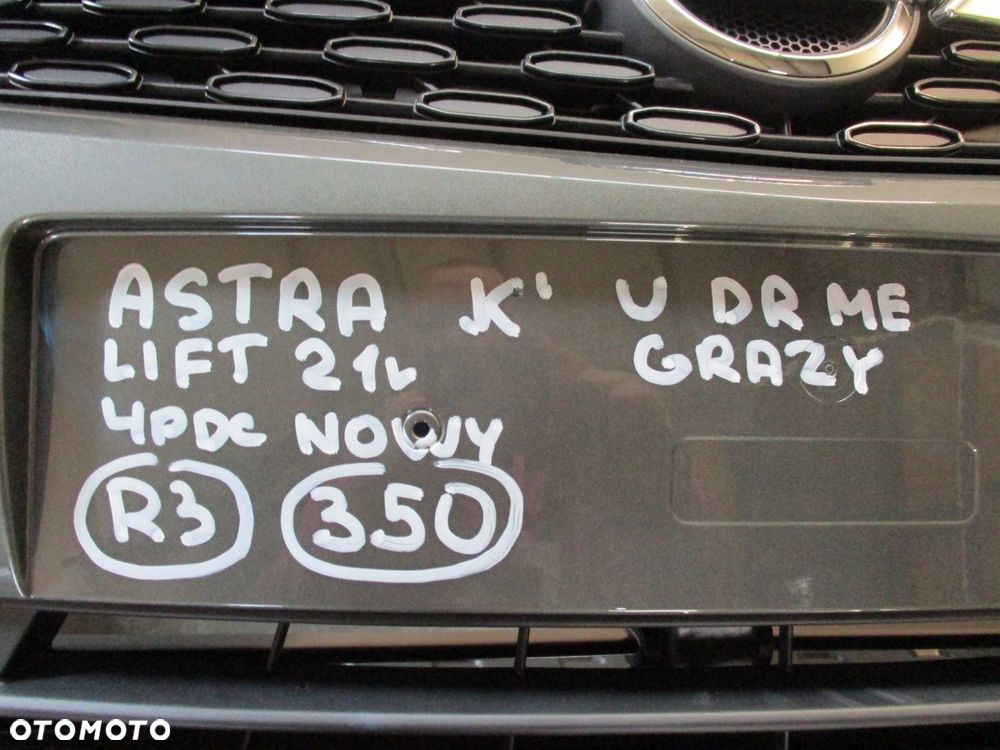 ASTRA „K" U DR ME
LIFT 21r GRAZY
4PDC NOWY
R3 350
OTOMOTO